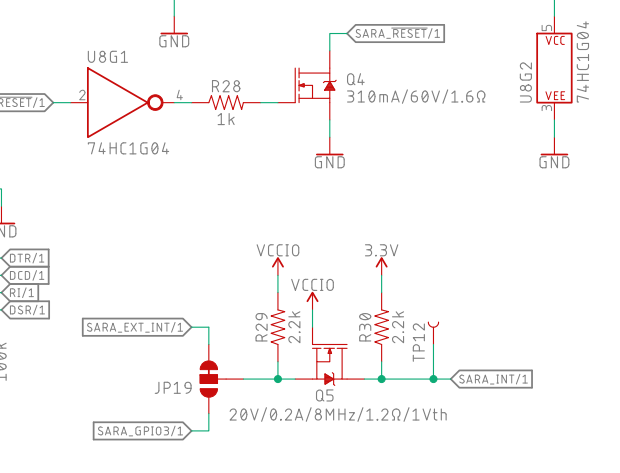 GND
SARA_RESET/1
U8G1
RESET/1
2
4
R28
1k
74HC1G04
Q4
310mA/60V/1.6Ω
GND
5
VCC
U8G2
74HC1G04
VEE
3
GND
ND
DTR/1
DCD/1
RI/1
DSR/1
100k
VCCIO
VCCIO
3.3V
SARA_EXT_INT/1
R29
2.2k
R30
2.2k
TP12
JP19
Q5
SARA_INT/1
20V/0.2A/8MHz/1.2Ω/1Vth
SARA_GPIO3/1